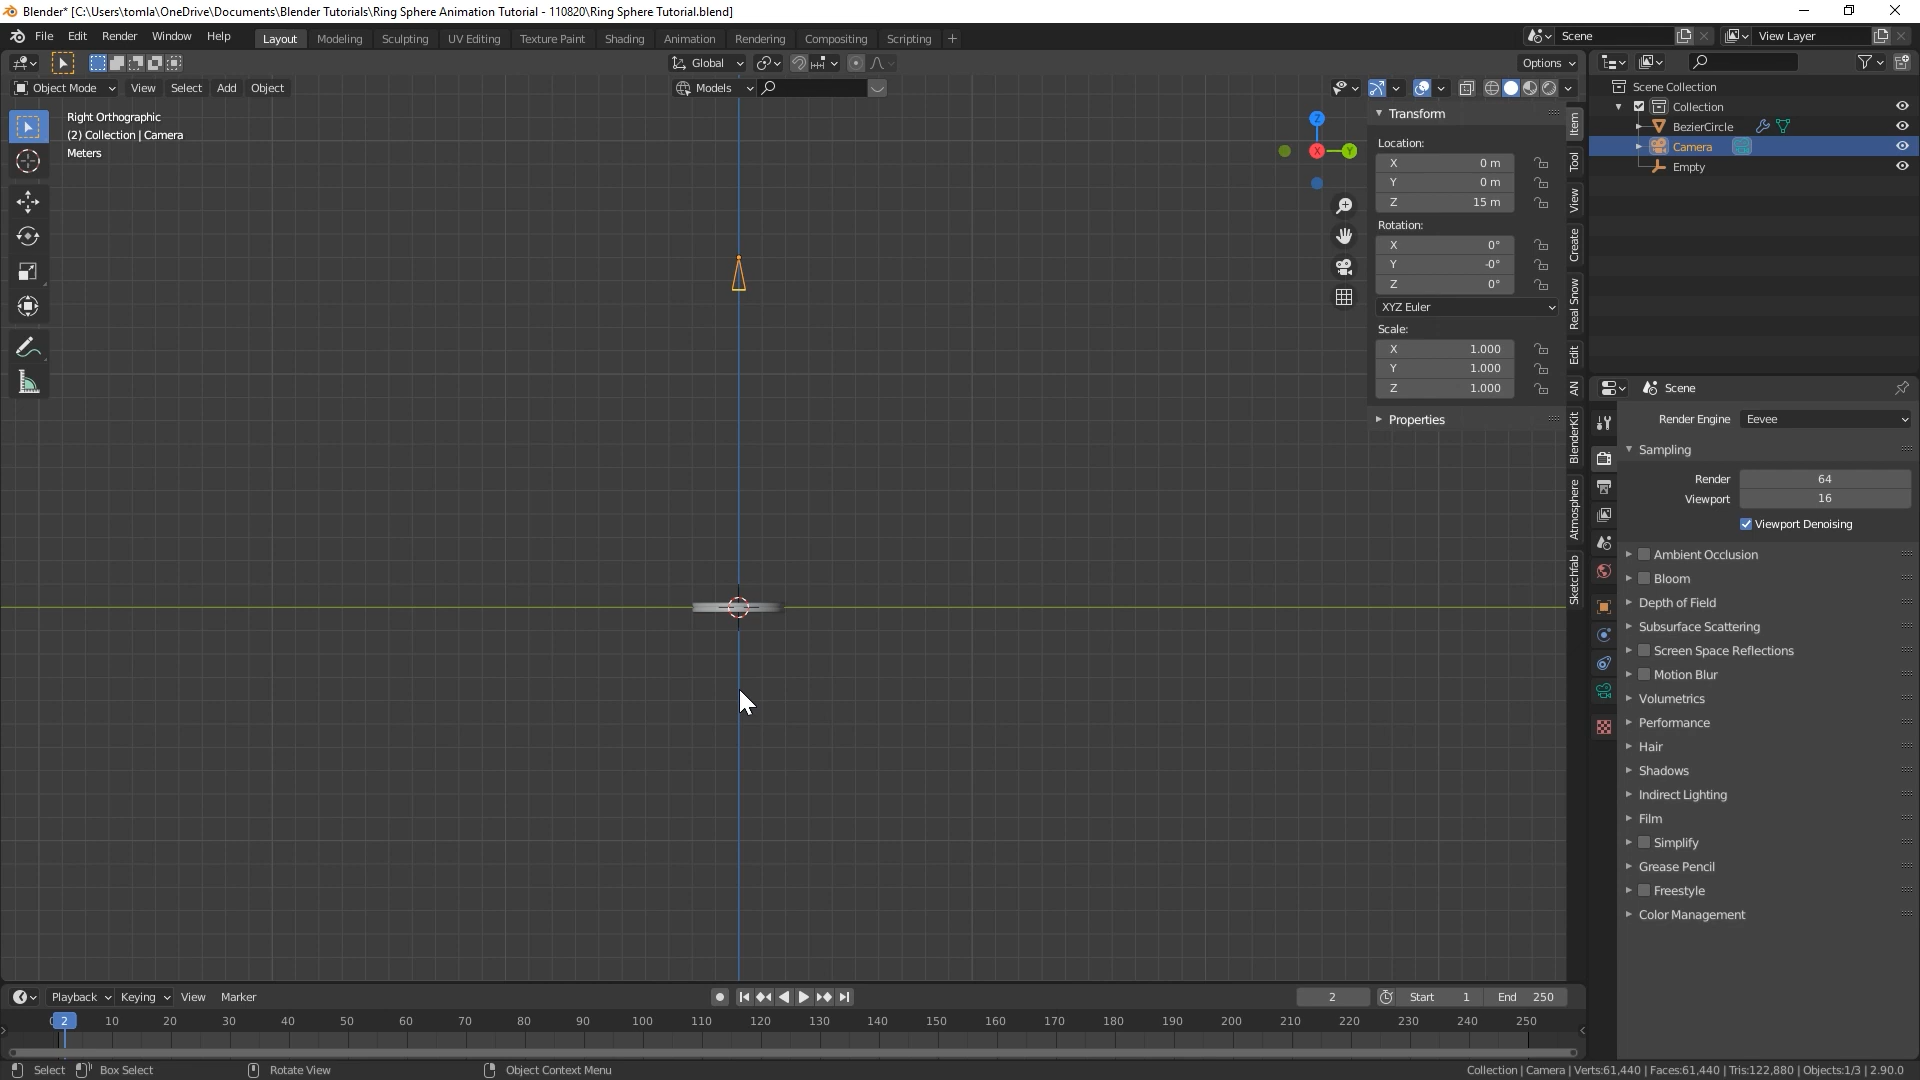 Blender* [C:\Users\tomla\OneDrive\Documents\Blender Tutorials\Ring Sphere Animation Tutorial - 110820\Ring Sphere Tutorial.blend]
File Edit Render Window Help Layout Modeling Sculpting UV Editing Texture Paint Shading Animation Rendering Compositing Scripting + Scene View Layer
Global Options
Object Mode View Select Add Object Models
Right Orthographic
(2) Collection | Camera
Meters
Z
X
Y
Transform
Location:
X 0 m
Y 0 m
Z 15 m
Rotation:
X 0°
Y -0°
Z 0°
XYZ Euler
Scale:
X 1.000
Y 1.000
Z 1.000
Properties
Item
Tool
View
Create
Real Snow
Edit
AN
BlenderKit
Atmosphere
Sketchfab
Scene Collection
Collection
BezierCircle
Camera
Empty
Scene
Render Engine Eevee
Sampling
Render 64
Viewport 16
Viewport Denoising
Ambient Occlusion
Bloom
Depth of Field
Subsurface Scattering
Screen Space Reflections
Motion Blur
Volumetrics
Performance
Hair
Shadows
Indirect Lighting
Film
Simplify
Grease Pencil
Freestyle
Color Management
Playback Keying View Marker 2 Start 1 End 250
2 10 20 30 40 50 60 70 80 90 100 110 120 130 140 150 160 170 180 190 200 210 220 230 240 250
Select Box Select Rotate View Object Context Menu Collection | Camera | Verts:61,440 | Faces:61,440 | Tris:122,880 | Objects:1/3 | 2.90.0